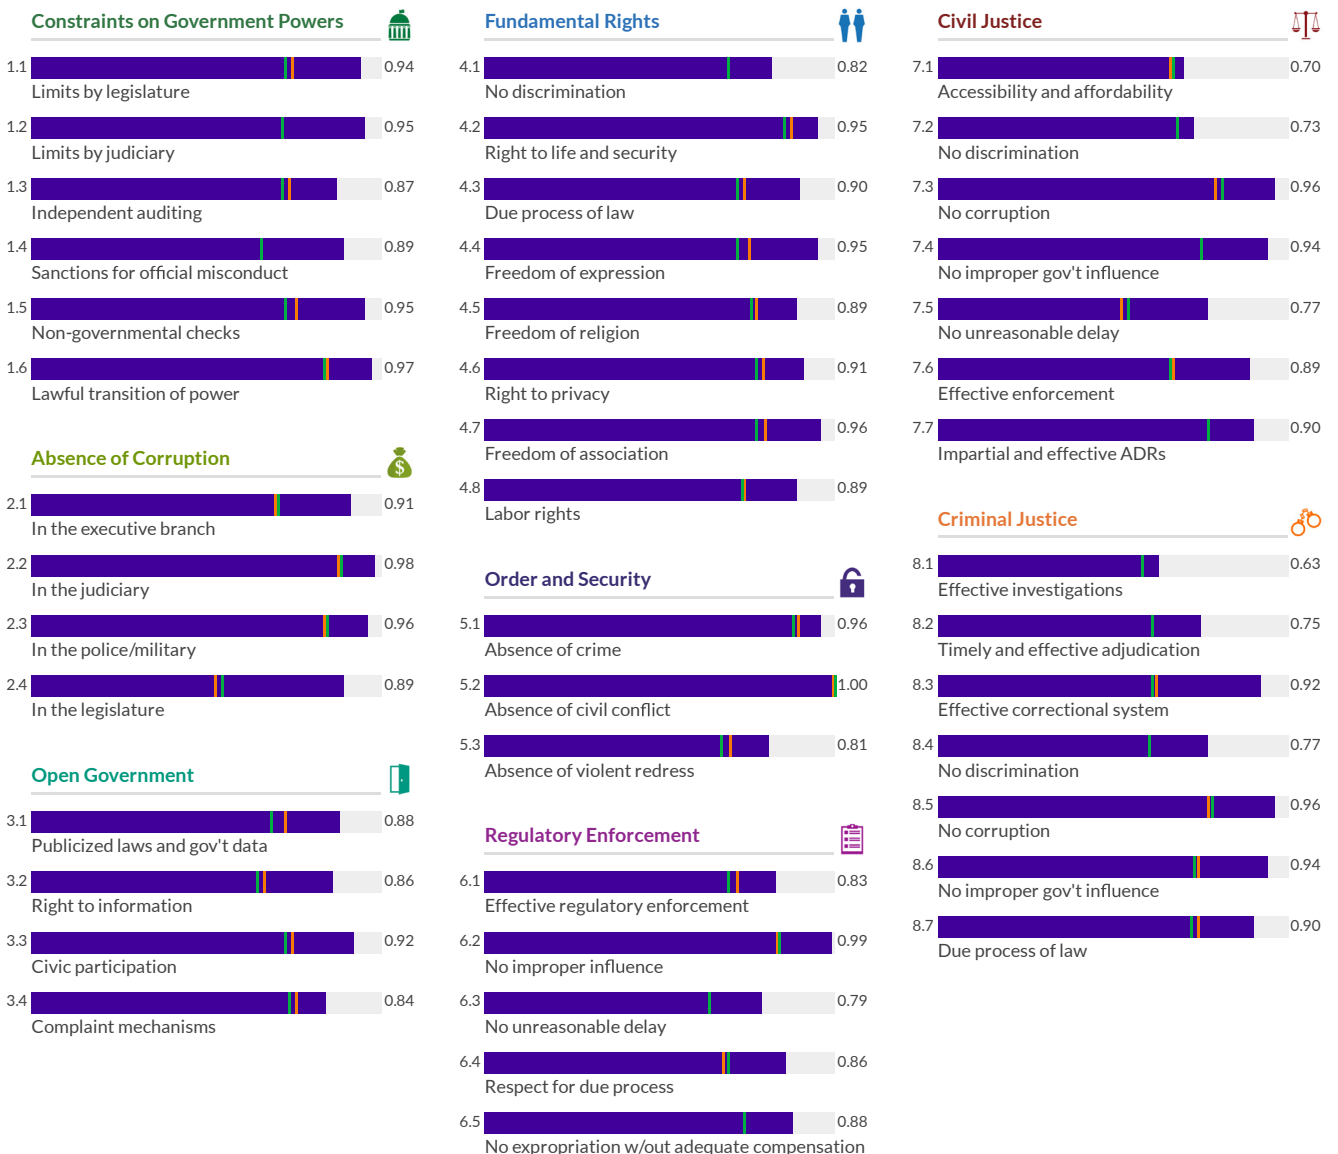 Constraints on Government Powers
1.1 0.94
Limits by legislature
1.2 0.95
Limits by judiciary
1.3 0.87
Independent auditing
1.4 0.89
Sanctions for official misconduct
1.5 0.95
Non-governmental checks
1.6 0.97
Lawful transition of power
Absence of Corruption
$
2.1 0.91
In the executive branch
2.2 0.98
In the judiciary
2.3 0.96
In the police/military
2.4 0.89
In the legislature
Open Government
3.1 0.88
Publicized laws and gov't data
3.2 0.86
Right to information
3.3 0.92
Civic participation
3.4 0.84
Complaint mechanisms
Fundamental Rights
4.1 0.82
No discrimination
4.2 0.95
Right to life and security
4.3 0.90
Due process of law
4.4 0.95
Freedom of expression
4.5 0.89
Freedom of religion
4.6 0.91
Right to privacy
4.7 0.96
Freedom of association
4.8 0.89
Labor rights
Order and Security
5.1 0.96
Absence of crime
5.2 1.00
Absence of civil conflict
5.3 0.81
Absence of violent redress
Regulatory Enforcement
6.1 0.83
Effective regulatory enforcement
6.2 0.99
No improper influence
6.3 0.79
No unreasonable delay
6.4 0.86
Respect for due process
6.5 0.88
No expropriation w/out adequate compensation
Civil Justice
7.1 0.70
Accessibility and affordability
7.2 0.73
No discrimination
7.3 0.96
No corruption
7.4 0.94
No improper gov't influence
7.5 0.77
No unreasonable delay
7.6 0.89
Effective enforcement
7.7 0.90
Impartial and effective ADRs
Criminal Justice
8.1 0.63
Effective investigations
8.2 0.75
Timely and effective adjudication
8.3 0.92
Effective correctional system
8.4 0.77
No discrimination
8.5 0.96
No corruption
8.6 0.94
No improper gov't influence
8.7 0.90
Due process of law